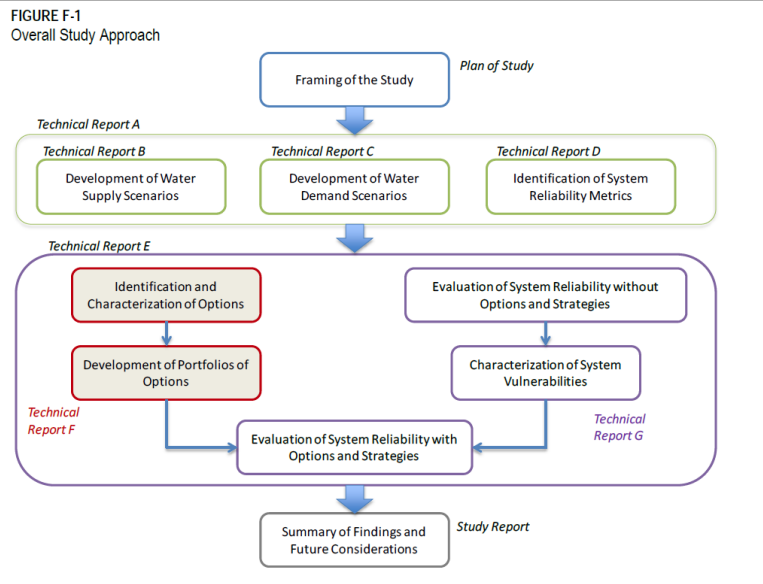 FIGURE F-1
Overall Study Approach
Framing of the Study
Plan of Study
Technical Report A
Technical Report B
Development of Water
Supply Scenarios
Technical Report C
Development of Water
Demand Scenarios
Technical Report D
Identification of System
Reliability Metrics
Technical Report E
Identification and
Characterization of Options
Evaluation of System Reliability without
Options and Strategies
Development of Portfolios of
Options
Characterization of System
Vulnerabilities
Technical
Report F
Technical
Report G
Evaluation of System Reliability with
Options and Strategies
Summary of Findings and
Future Considerations
Study Report